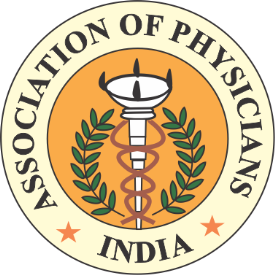 ASSOCIATION OF PHYSICIANS
INDIA